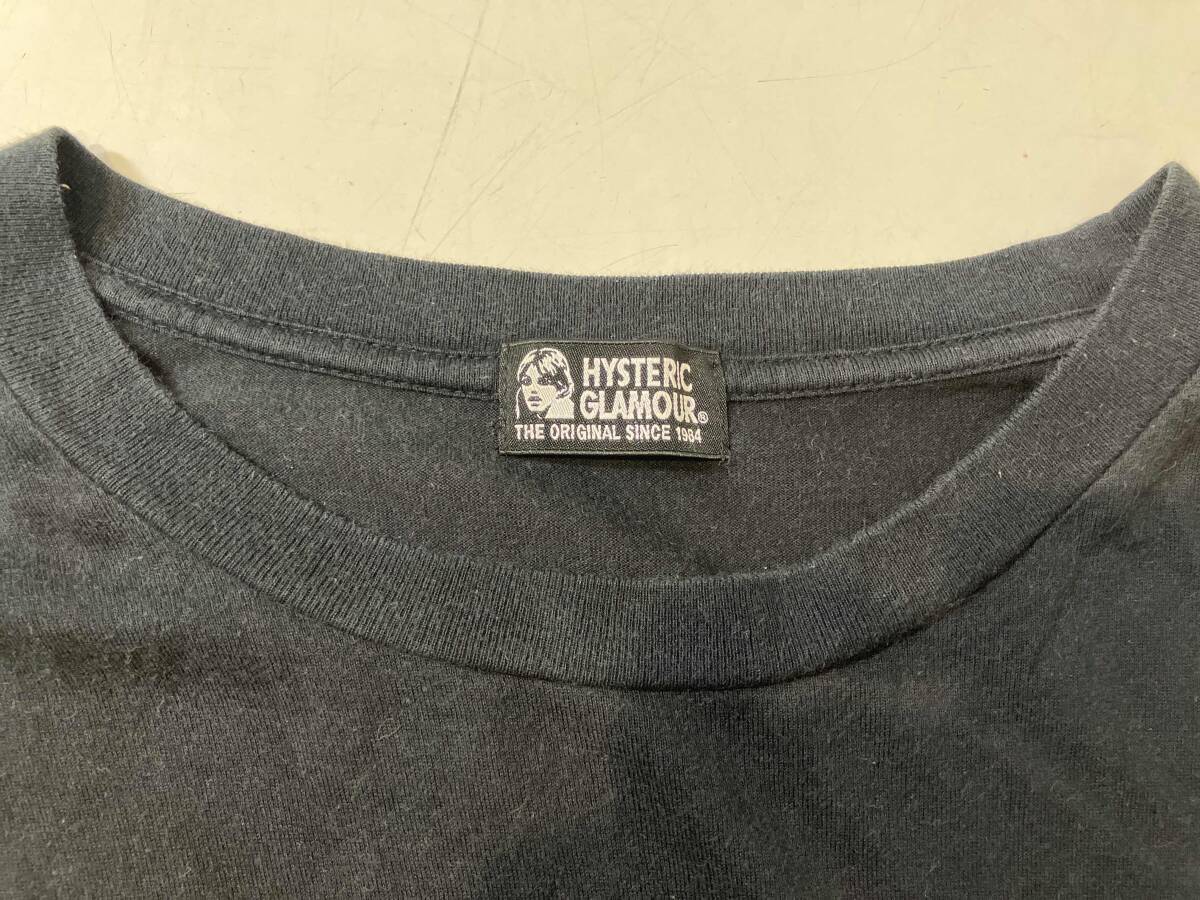 HYSTERIC
GLAMOUR®
THE ORIGINAL SINCE 1984